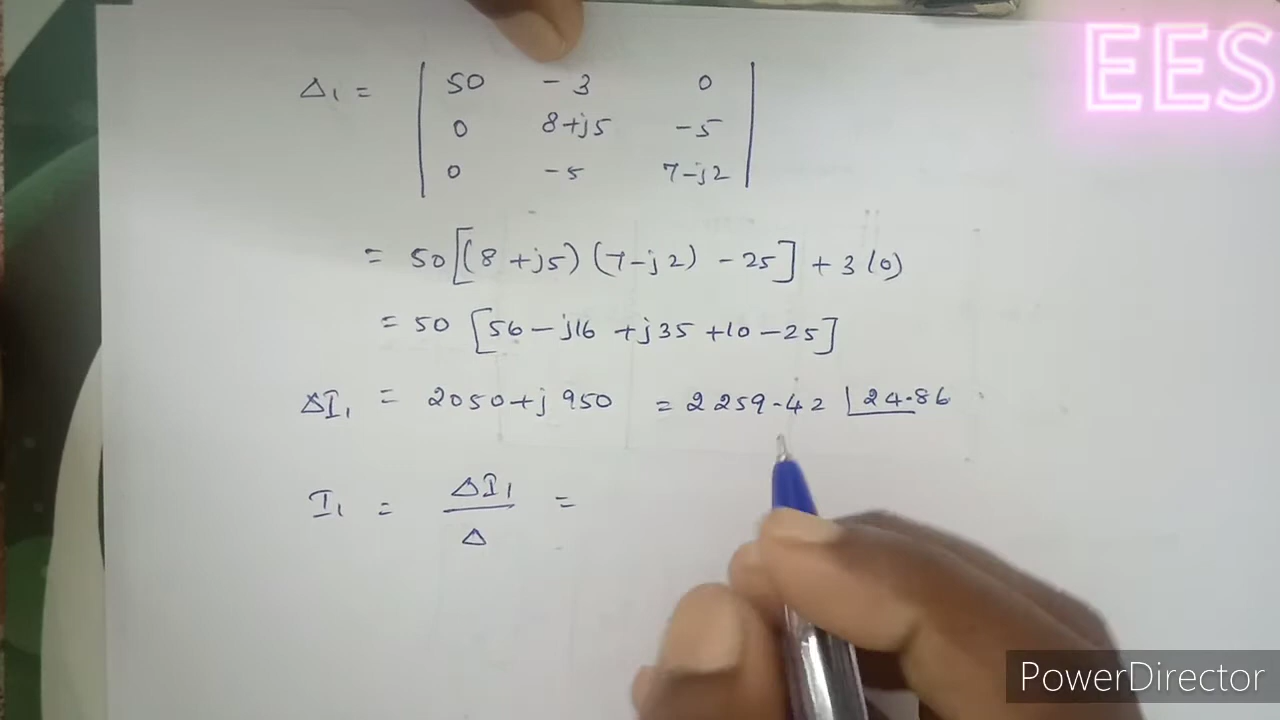 EES
Δ₁ = | 50 -3 0 |
| 0 8+j5 -5 |
| 0 -5 7-j2 |
= 50[(8+j5)(7-j2) -25] + 3(0)
= 50 [56-j16 +j35 +10-25]
ΔI₁ = 2050+j950 = 2259.42 ∠24.86
I₁ = ΔI₁/Δ =
PowerDirector